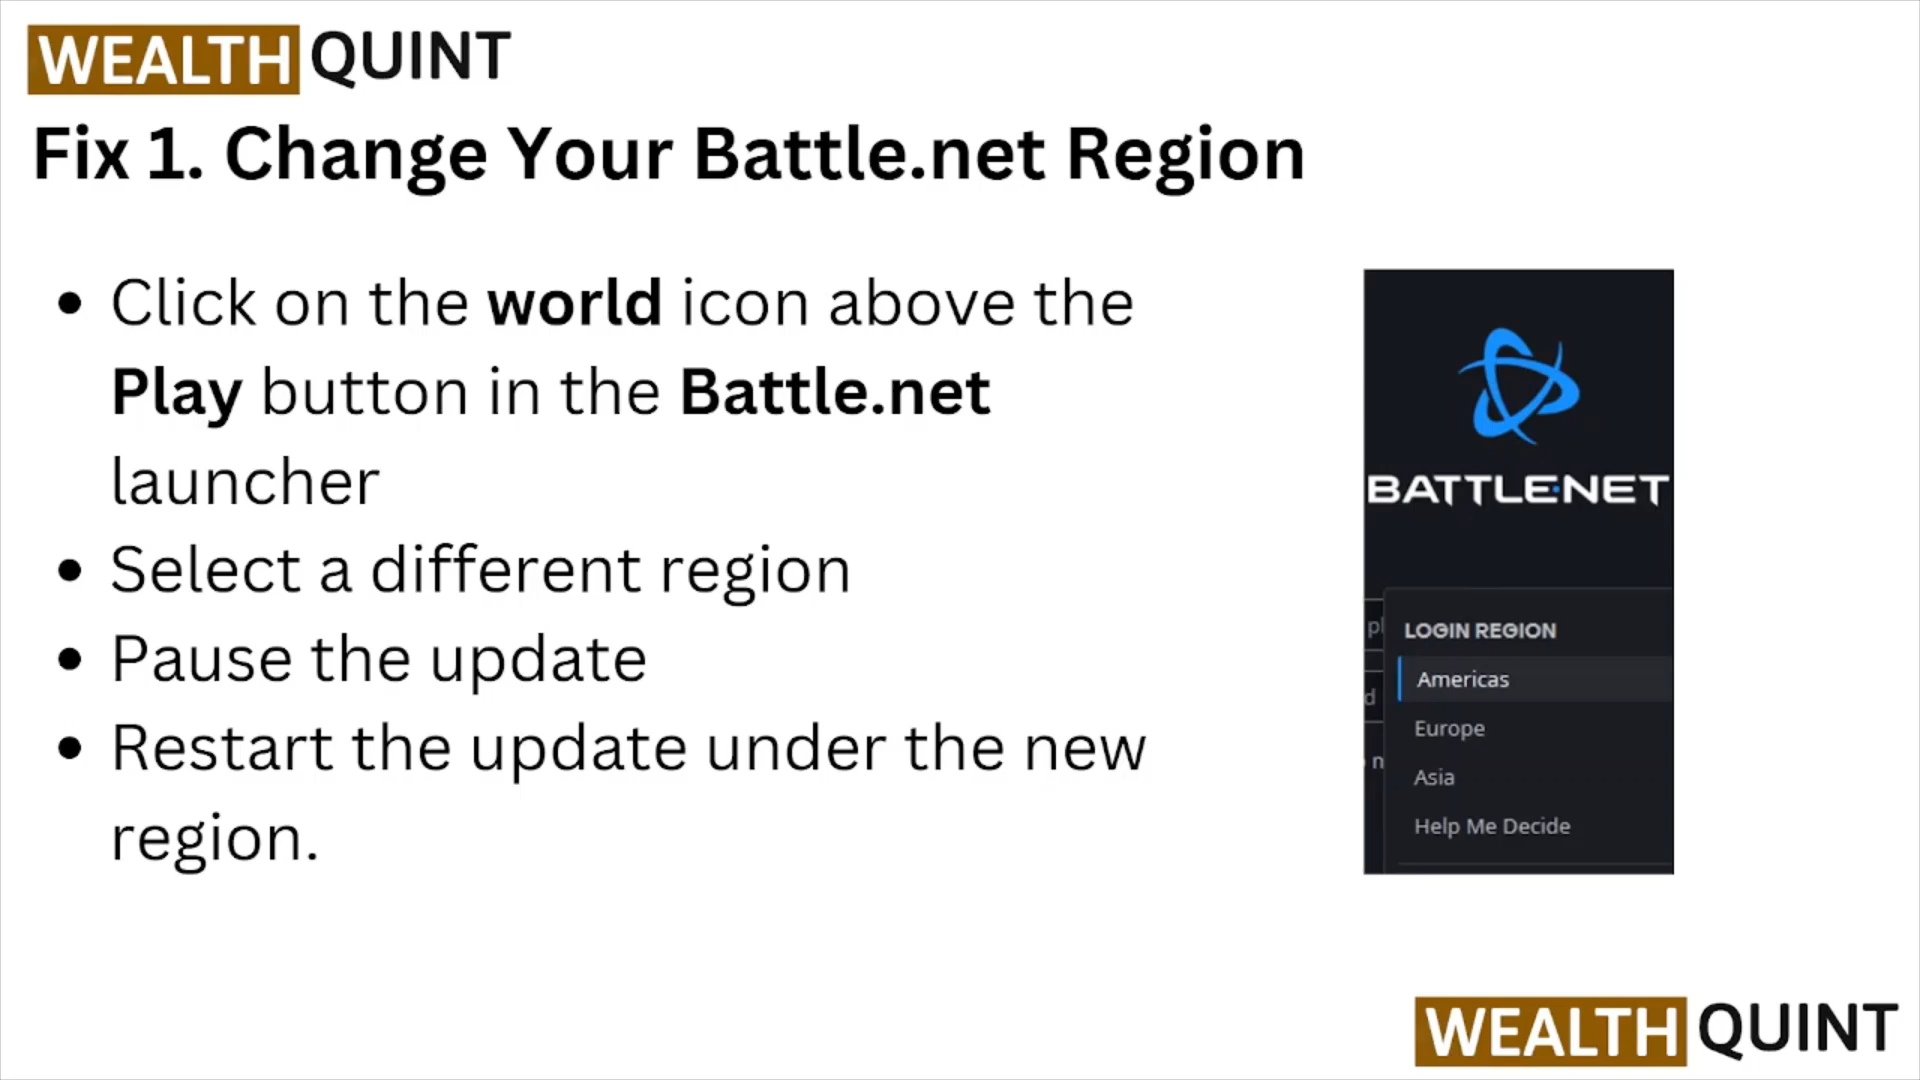 WEALTH QUINT
Fix 1. Change Your Battle.net Region
• Click on the world icon above the
Play button in the Battle.net
launcher
• Select a different region
• Pause the update
• Restart the update under the new
region.
BATTLE.NET
pl
LOGIN REGION
Americas
d
Europe
n
Asia
Help Me Decide
WEALTH QUINT